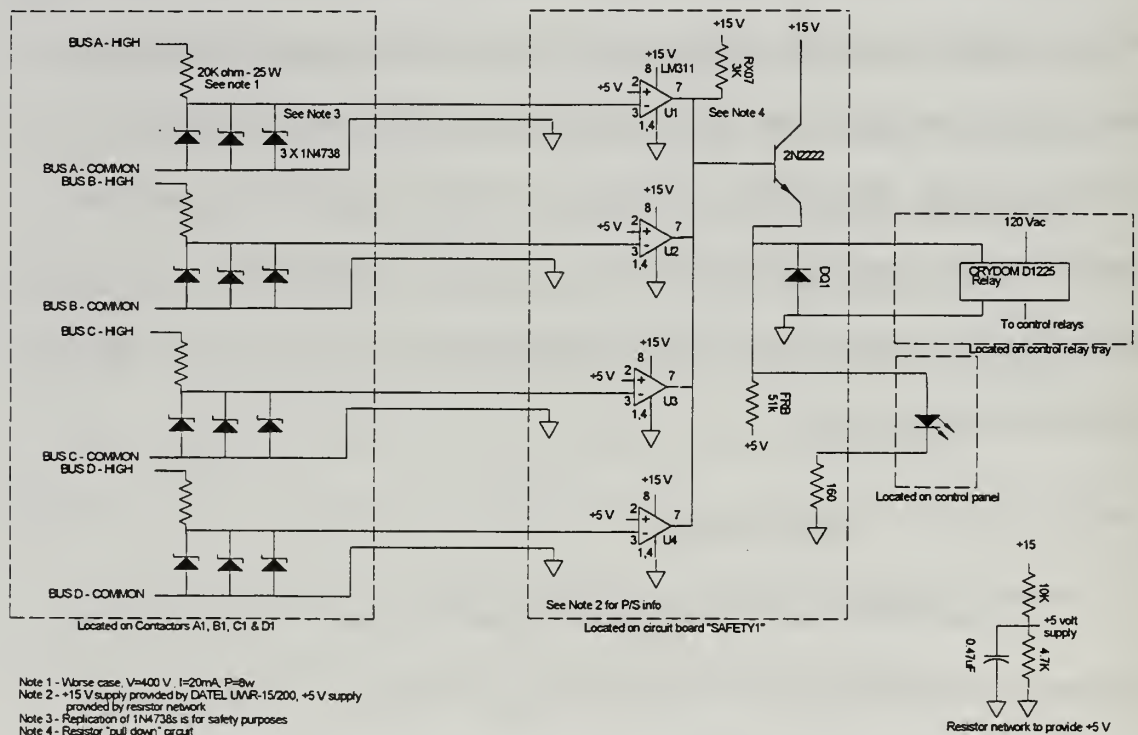 BUS A - HIGH
20K ohm - 25 W
See note 1
See Note 3
3 X 1N4738
BUS A - COMMON
BUS B - HIGH
BUS B - COMMON
BUS C - HIGH
BUS C - COMMON
BUS D - HIGH
BUS D - COMMON
Located on Contactors A1, B1, C1 & D1
+15 V
+15 V
+15 V
8
LM311
RX07
3K
2
+5 V
+
-
7
3
U1
1,4
See Note 4
2N2222
+15 V
8
2
+5 V
+
-
7
3
U2
1,4
DQ1
+15 V
8
2
+5 V
+
-
7
3
U3
1,4
FRB
51k
+5 V
+15 V
8
2
+5 V
+
-
7
3
U4
1,4
160
See Note 2 for P/S info
Located on circuit board "SAFETY1"
120 Vac
CRYDOM D1225
Relay
To control relays
Located on control relay tray
Located on control panel
+15
10K
+5 volt
supply
0.47uF
4.7K
Resistor network to provide +5 V
Note 1 - Worse case, V=400 V, I=20mA, P=8w
Note 2 - +15 V supply provided by DATEL UWR-15/200, +5 V supply
provided by resistor network
Note 3 - Replication of 1N4738s is for safety purposes
Note 4 - Resistor "pull down" circuit